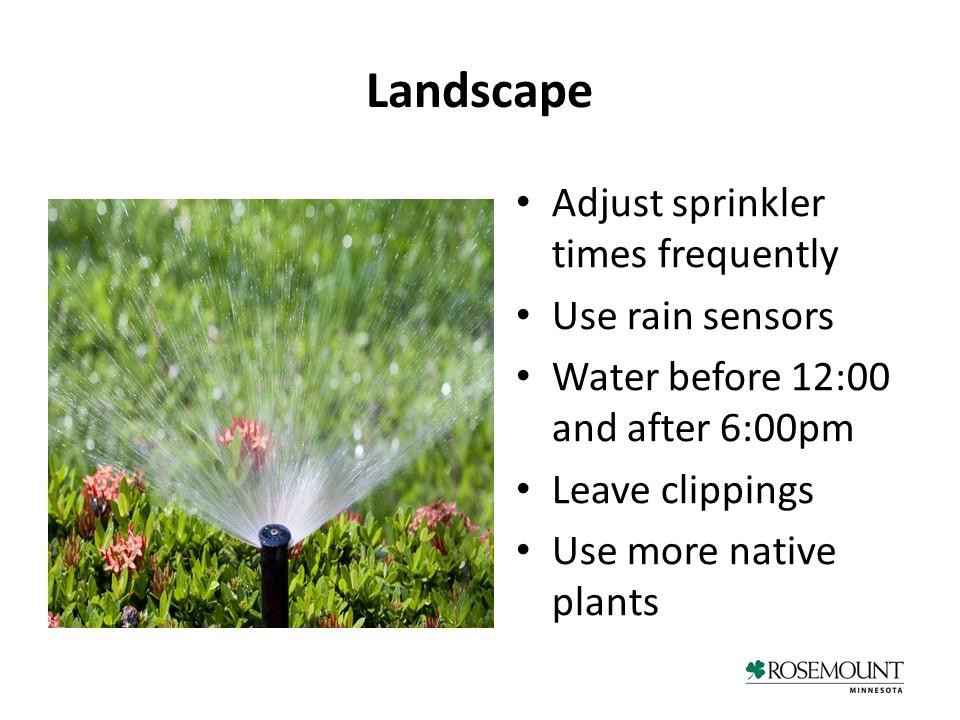 Landscape
• Adjust sprinkler
times frequently
• Use rain sensors
• Water before 12:00
and after 6:00pm
• Leave clippings
• Use more native
plants
ROSEMOUNT
MINNESOTA